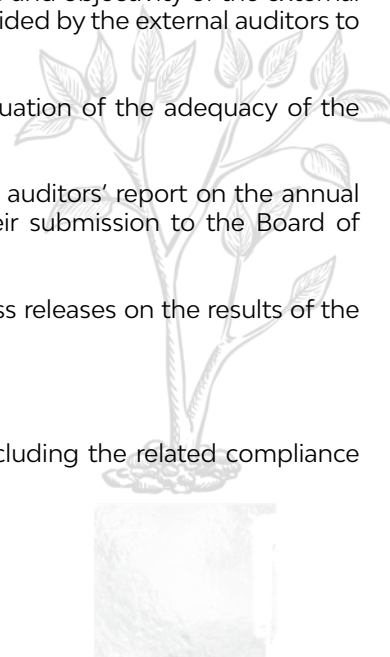 and objectivity of the external
ided by the external auditors to
uation of the adequacy of the
auditors' report on the annual
eir submission to the Board of
ss releases on the results of the
cluding the related compliance